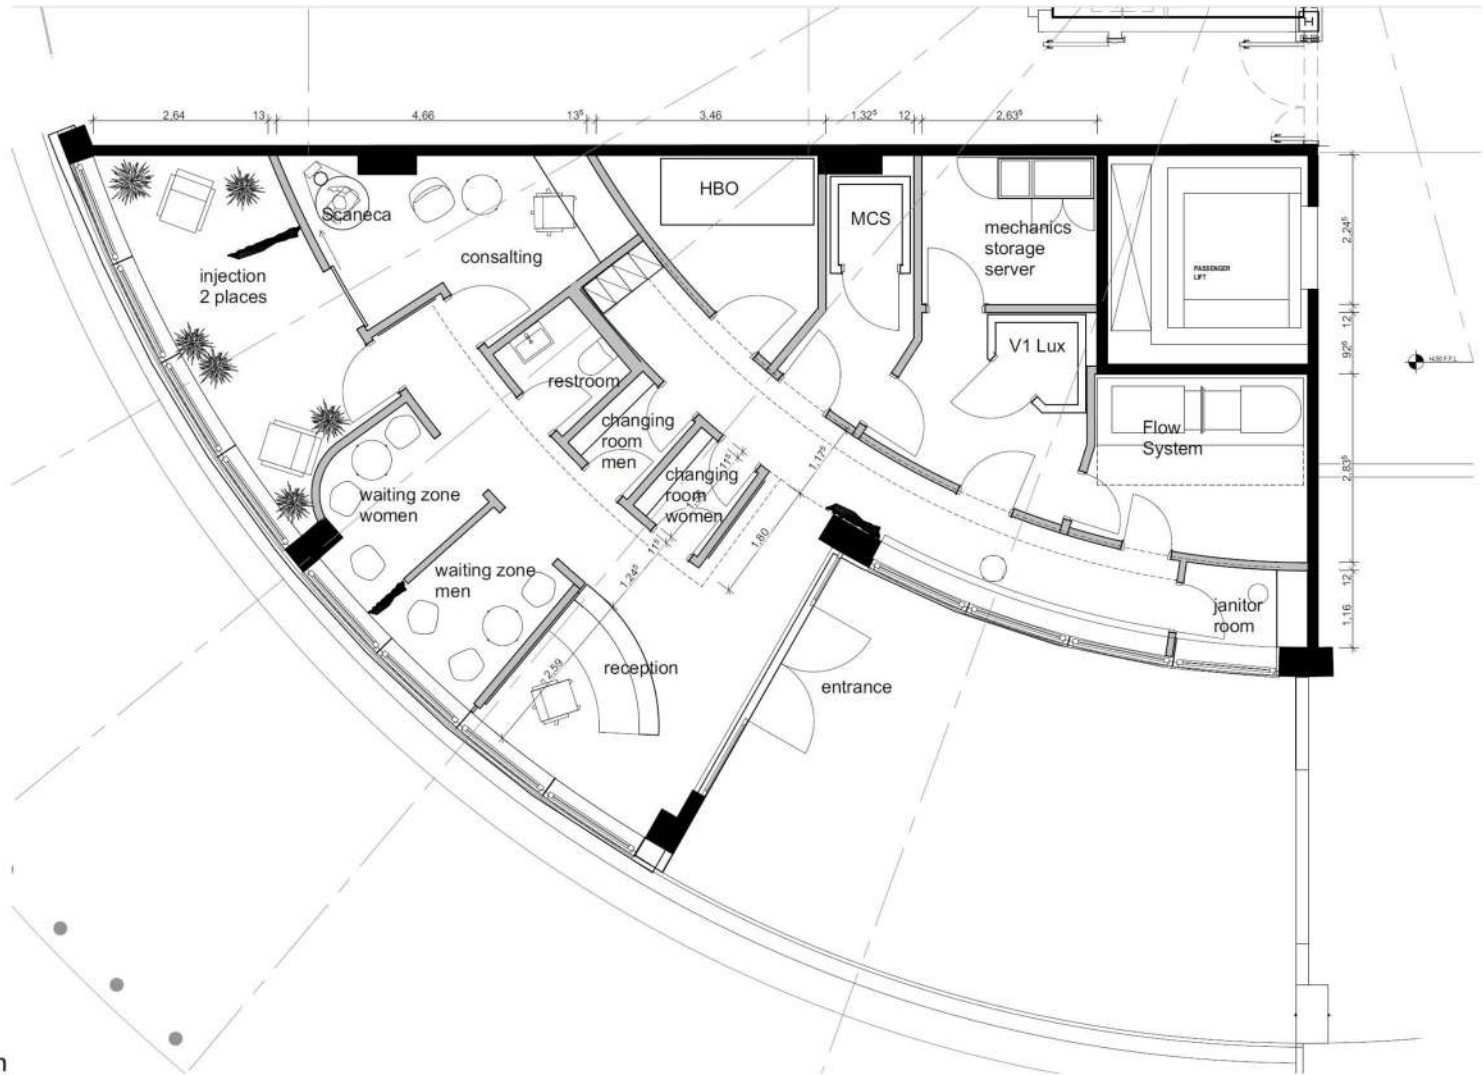 2,64
13
4,66
13⁵
3,46
1,32⁵
12
2,63⁵
HBO
Scaneca
MCS
mechanics
storage
server
consalting
injection
2 places
PASSENGER
LIFT
2,24⁵
12
92⁵
V1 Lux
restroom
changing
room
men
Flow
System
changing
room
women
11⁵
1,17⁵
2,83⁵
waiting zone
women
1,80
11⁵
1,24⁵
waiting zone
men
12
1,16
janitor
room
2,59
reception
entrance
n